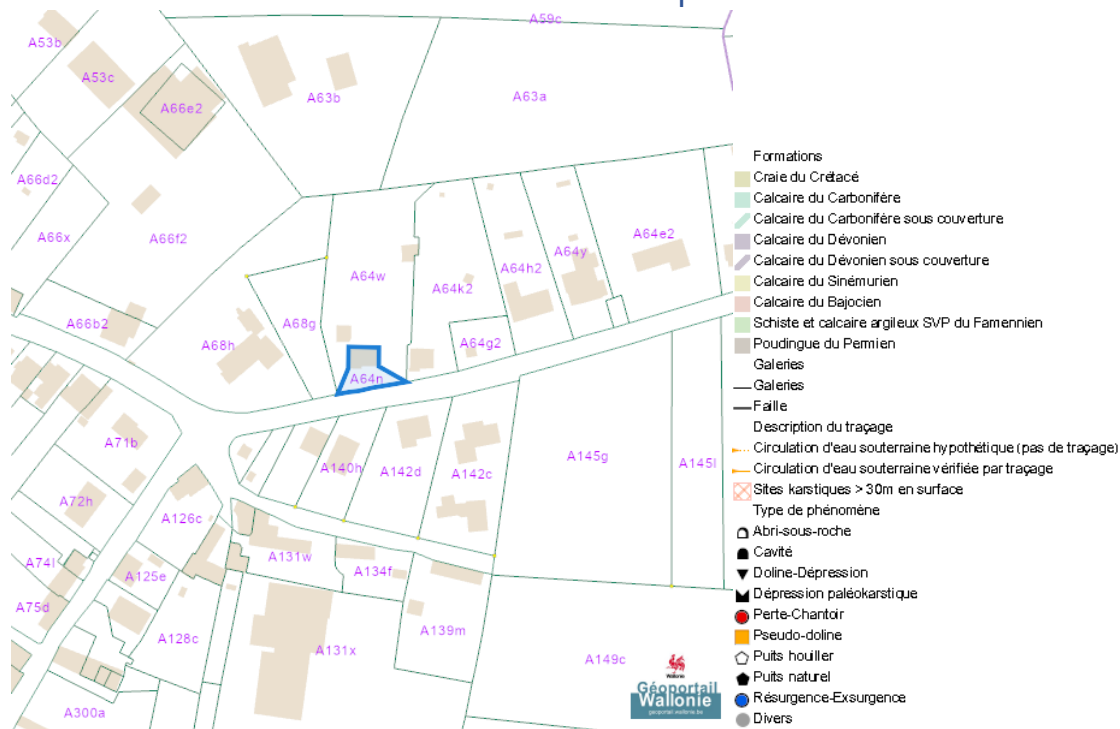 A59c
A53b
A53c
A63b
A63a
A66e2
A66d2
A66x
A66f2
A64w
A64k2
A64h2
A64y
A64e2
A66b2
A68g
A68h
A64g2
A64n
A71b
A140h
A142d
A142c
A145g
A145l
A72h
A126c
A74l
A131w
A134f
A125e
A75d
A128c
A139m
A131x
A149c
A300a
Wallonie
Géoportail
Wallonie
geoportail.wallonie.be
Formations
Craie du Crétacé
Calcaire du Carbonifère
Calcaire du Carbonifère sous couverture
Calcaire du Dévonien
Calcaire du Dévonien sous couverture
Calcaire du Sinémurien
Calcaire du Bajocien
Schiste et calcaire argileux SVP du Famennien
Poudingue du Permien
Galeries
Galeries
Faille
Description du traçage
Circulation d'eau souterraine hypothétique (pas de traçage)
Circulation d'eau souterraine vérifiée par traçage
Sites karstiques > 30m en surface
Type de phénomène
Abri-sous-roche
Cavité
Doline-Dépression
Dépression paléokarstique
Perte-Chantoir
Pseudo-doline
Puits houiller
Puits naturel
Résurgence-Exsurgence
Divers